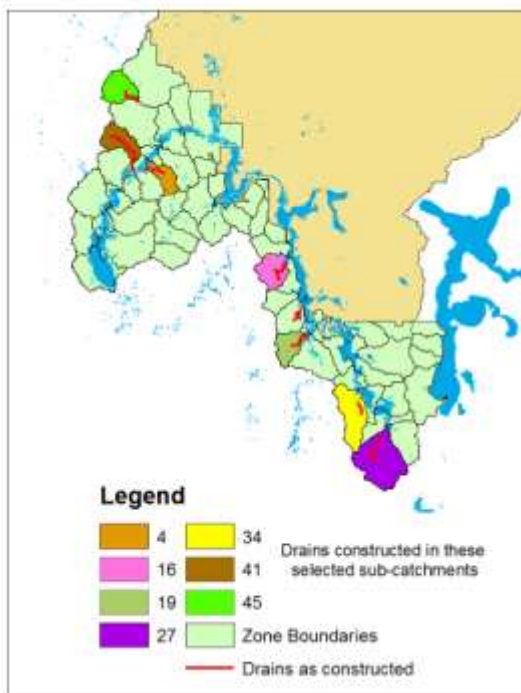 Legend
4 34 Drains constructed in these
16 41 selected sub-catchments
19 45
27 Zone Boundaries
Drains as constructed